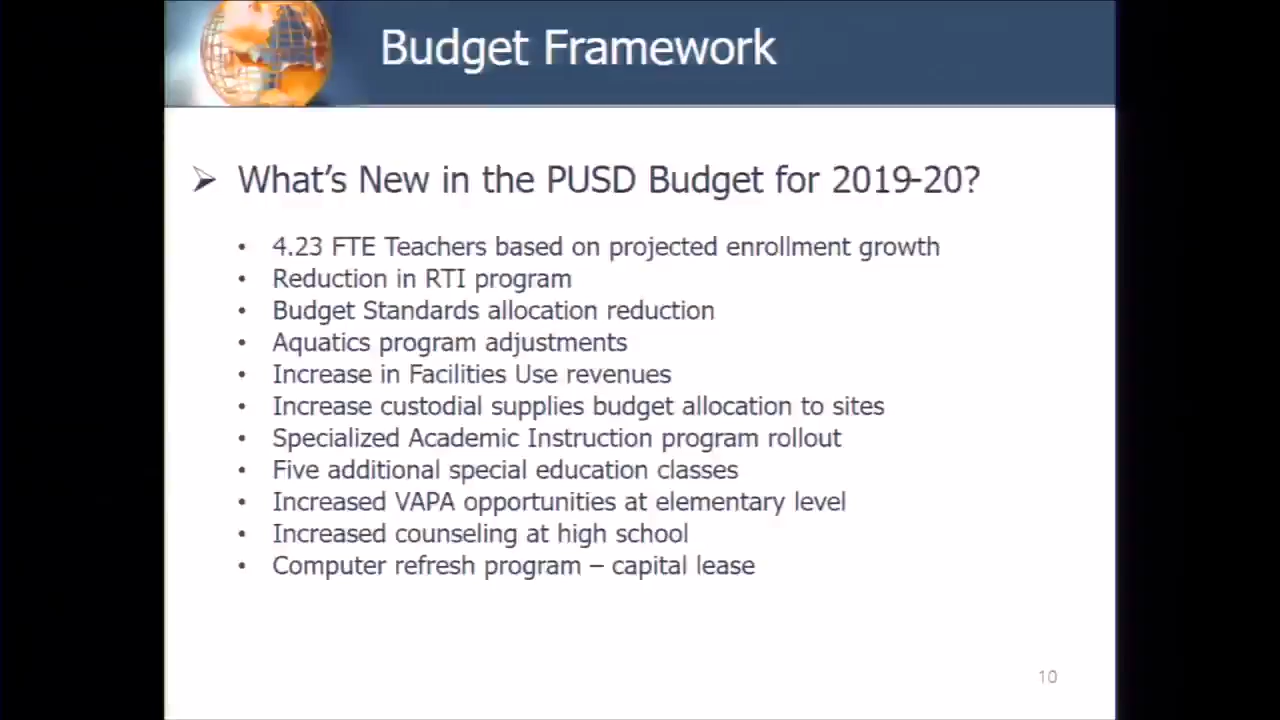 Budget Framework
➢ What's New in the PUSD Budget for 2019-20?
• 4.23 FTE Teachers based on projected enrollment growth
• Reduction in RTI program
• Budget Standards allocation reduction
• Aquatics program adjustments
• Increase in Facilities Use revenues
• Increase custodial supplies budget allocation to sites
• Specialized Academic Instruction program rollout
• Five additional special education classes
• Increased VAPA opportunities at elementary level
• Increased counseling at high school
• Computer refresh program – capital lease
10